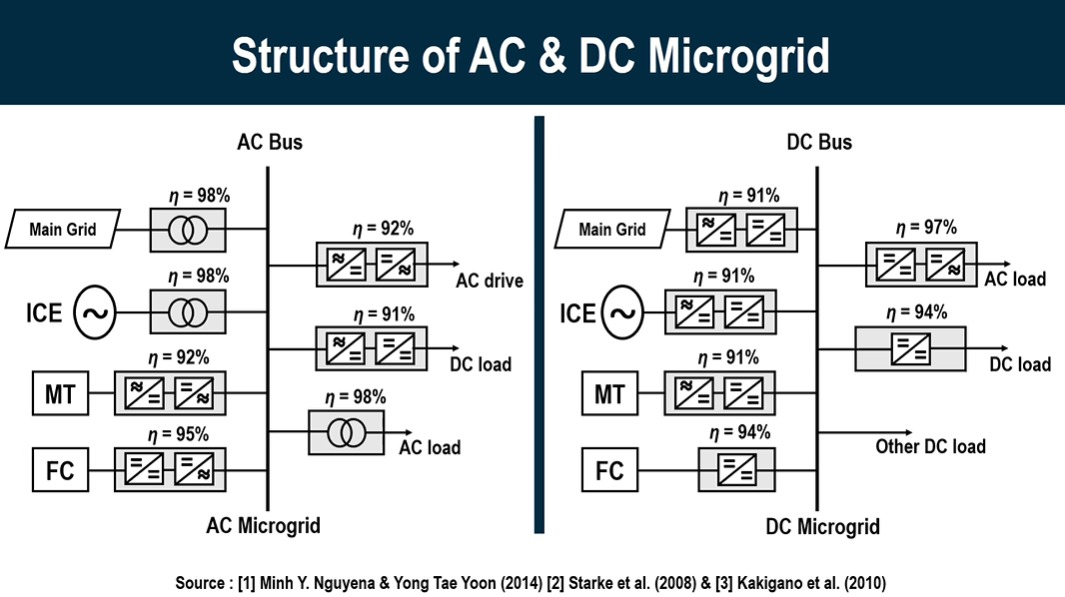 Structure of AC & DC Microgrid
AC Bus
η = 98%
Main Grid
η = 92%
AC drive
η = 98%
ICE
η = 91%
DC load
η = 92%
MT
η = 98%
AC load
η = 95%
FC
AC Microgrid
DC Bus
η = 91%
Main Grid
η = 97%
AC load
η = 91%
ICE
η = 94%
DC load
η = 91%
MT
Other DC load
η = 94%
FC
DC Microgrid
Source : [1] Minh Y. Nguyena & Yong Tae Yoon (2014) [2] Starke et al. (2008) & [3] Kakigano et al. (2010)